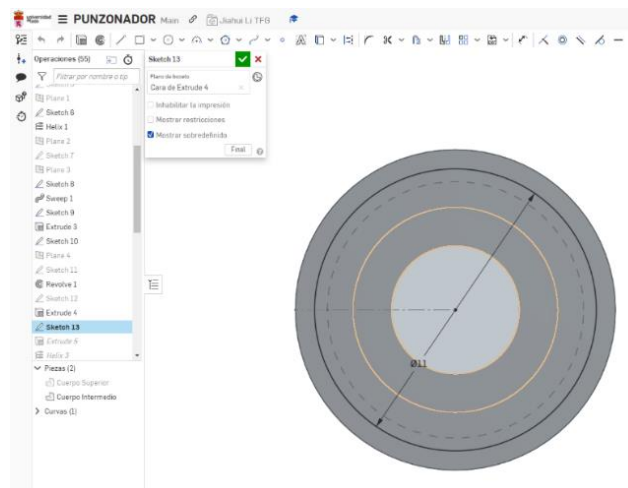 PUNZONADOR Main Jiahui Li TFG
Operaciones (55)
Filtrar por nombre o tip
Plane 1
Sketch 6
Helix 1
Plane 2
Sketch 7
Plane 3
Sketch 8
Sweep 1
Sketch 9
Extrude 3
Sketch 10
Plane 4
Sketch 11
Revolve 1
Sketch 12
Extrude 4
Sketch 13
Extrude 5
Helix 2
Piezas (2)
Cuerpo Superior
Cuerpo Intermedio
Curvas (1)
Sketch 13
Plano de boceto
Cara de Extrude 4
Inhabilitar la impresión
Mostrar restricciones
Mostrar sobredefinido
Final
Ø11